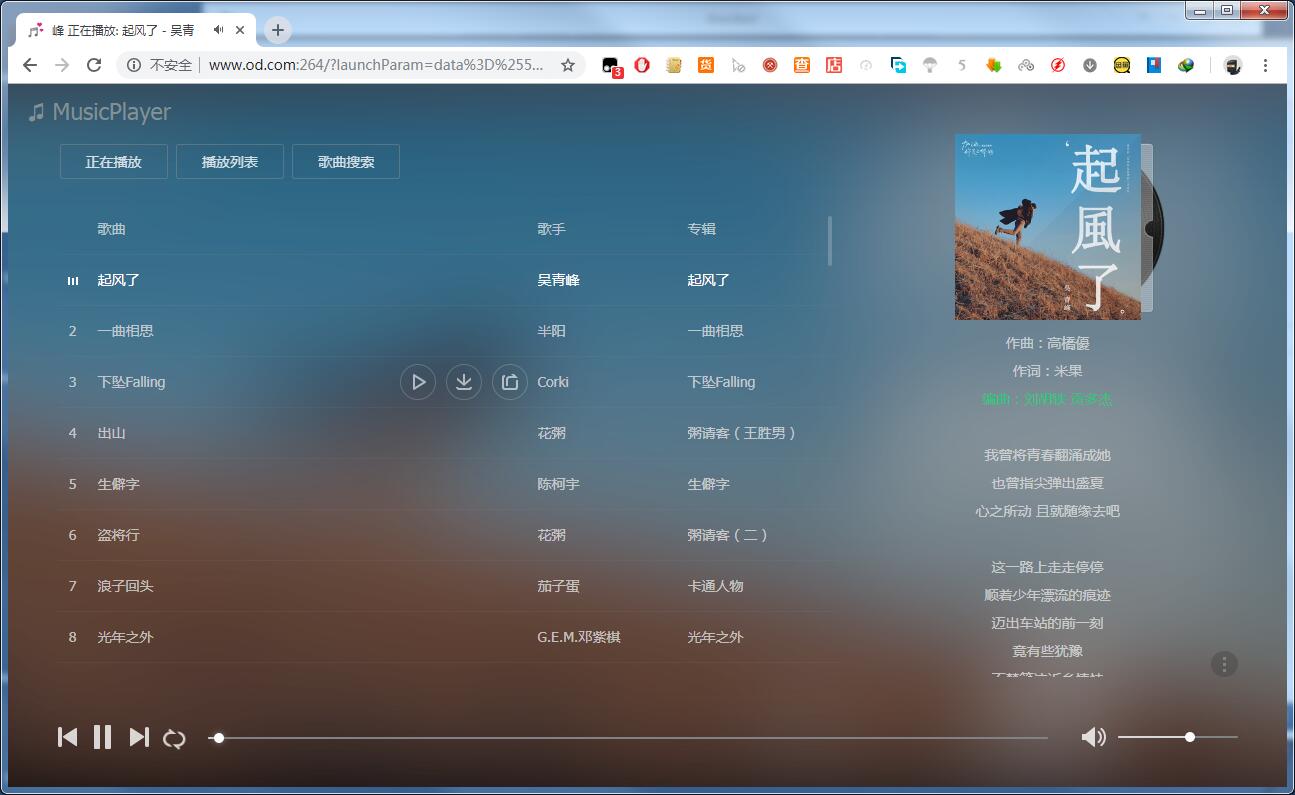 峰 正在播放: 起风了 - 吴青
不安全 www.od.com:264/?launchParam=data%3D%255...
3
货
查
店
5
MusicPlayer
正在播放 播放列表 歌曲搜索
歌曲 歌手 专辑
起风了 吴青峰 起风了
2 一曲相思 半阳 一曲相思
3 下坠Falling Corki 下坠Falling
4 出山 花粥 粥请客（王胜男）
5 生僻字 陈柯宇 生僻字
6 盗将行 花粥 粥请客（二）
7 浪子回头 茄子蛋 卡通人物
8 光年之外 G.E.M.邓紫棋 光年之外
起風了
吴青峰
作曲：高橋優
作词：米果
编曲：刘胡轶 贡多杰
我曾将青春翻涌成她
也曾指尖弹出盛夏
心之所动 且就随缘去吧
这一路上走走停停
顺着少年漂流的痕迹
迈出车站的前一刻
竟有些犹豫